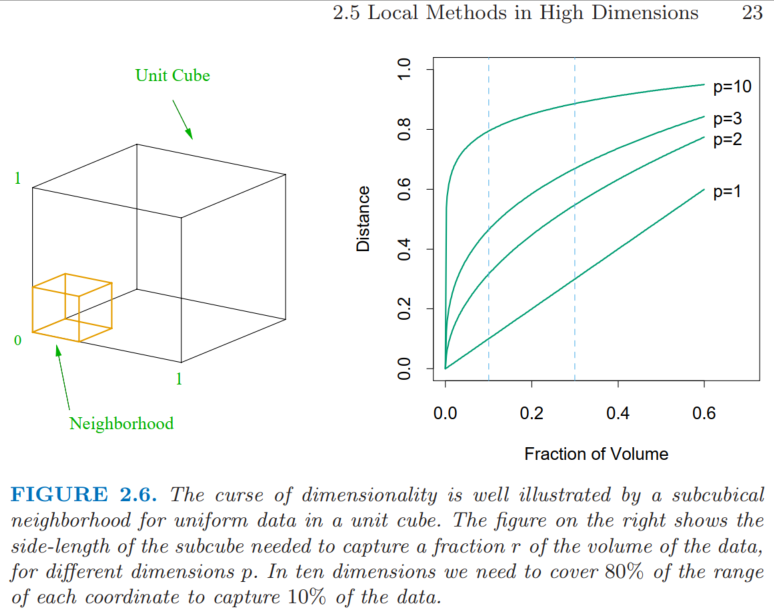 2.5 Local Methods in High Dimensions 23
Unit Cube
1
0
1
Neighborhood
1.0
0.8
0.6
0.4
0.2
0.0
Distance
p=10
p=3
p=2
p=1
0.0 0.2 0.4 0.6
Fraction of Volume
FIGURE 2.6. The curse of dimensionality is well illustrated by a subcubical
neighborhood for uniform data in a unit cube. The figure on the right shows the
side-length of the subcube needed to capture a fraction r of the volume of the data,
for different dimensions p. In ten dimensions we need to cover 80% of the range
of each coordinate to capture 10% of the data.